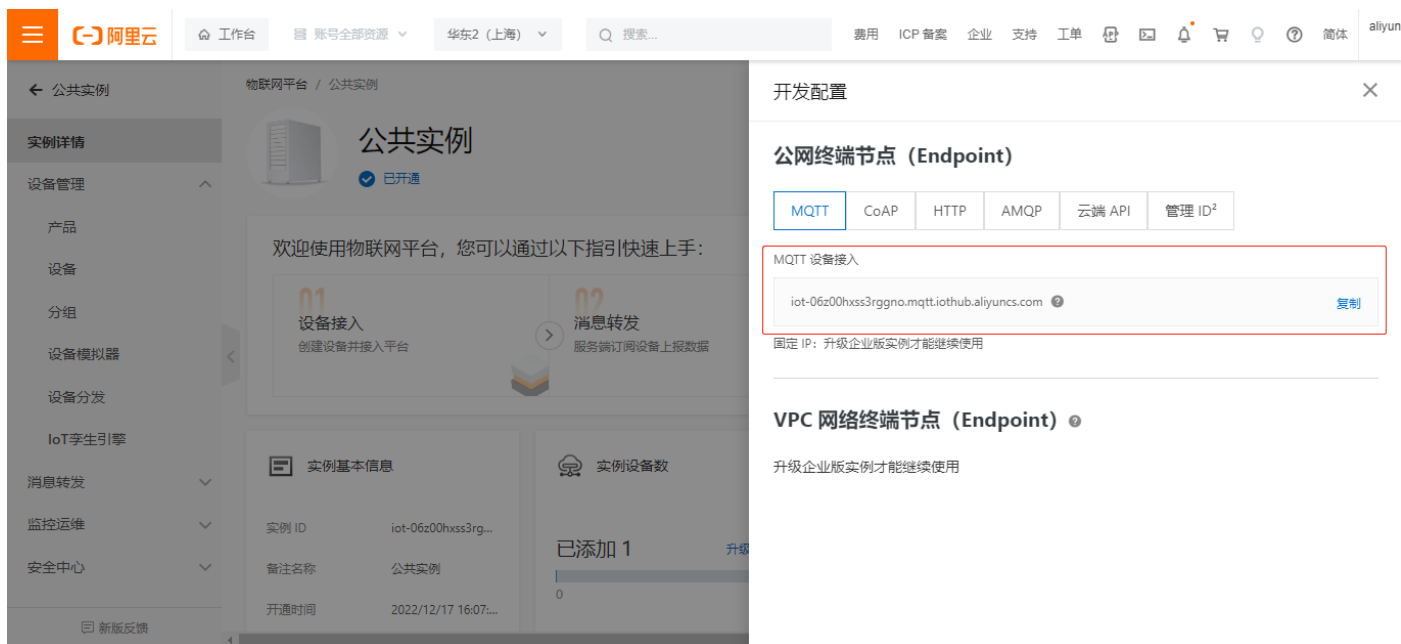 阿里云 工作台 账号全部资源 华东2（上海） 搜索... 费用 ICP 备案 企业 支持 工单 简体 aliyun
公共实例
实例详情
设备管理
产品
设备
分组
设备模拟器
设备分发
IoT孪生引擎
消息转发
监控运维
安全中心
新版反馈
物联网平台 / 公共实例
公共实例
已开通
欢迎使用物联网平台，您可以通过以下指引快速上手：
01
设备接入
创建设备并接入平台
02
消息转发
服务端订阅设备上报数据
实例基本信息
实例 ID iot-06z00hxss3rg...
备注名称 公共实例
开通时间 2022/12/17 16:07:...
实例设备数
已添加 1 升级
0
开发配置
公网终端节点（Endpoint）
MQTT CoAP HTTP AMQP 云端 API 管理 ID²
MQTT 设备接入
iot-06z00hxss3rggno.mqtt.iothub.aliyuncs.com 复制
固定 IP：升级企业版实例才能继续使用
VPC 网络终端节点（Endpoint）
升级企业版实例才能继续使用